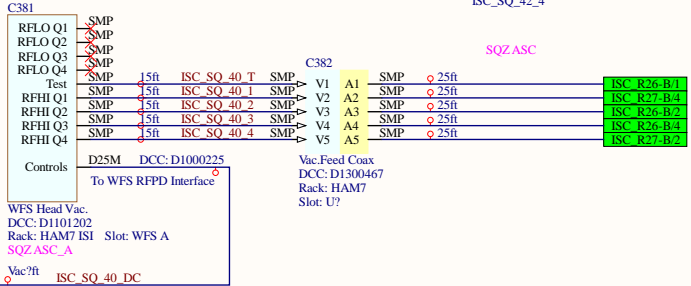 ISC_SQ_42_4
C381
RFLO Q1 SMP
RFLO Q2 SMP
RFLO Q3 SMP
RFLO Q4 SMP
SQZ ASC
C382
Test SMP 15ft ISC_SQ_40_T SMP V1 A1 SMP 25ft ISC_R26-B/1
RFHI Q1 SMP 15ft ISC_SQ_40_1 SMP V2 A2 SMP 25ft ISC_R27-B/4
RFHI Q2 SMP 15ft ISC_SQ_40_2 SMP V3 A3 SMP 25ft ISC_R26-B/2
RFHI Q3 SMP 15ft ISC_SQ_40_3 SMP V4 A4 SMP 25ft ISC_R26-B/4
RFHI Q4 SMP 15ft ISC_SQ_40_4 SMP V5 A5 SMP 25ft ISC_R27-B/2
Controls D25M DCC: D1000225
To WFS RFPD Interface
Vac.Feed Coax
DCC: D1300467
Rack: HAM7
Slot: U?
WFS Head Vac.
DCC: D1101202
Rack: HAM7 ISI Slot: WFS A
SQZ ASC_A
Vac?ft ISC_SQ_40_DC